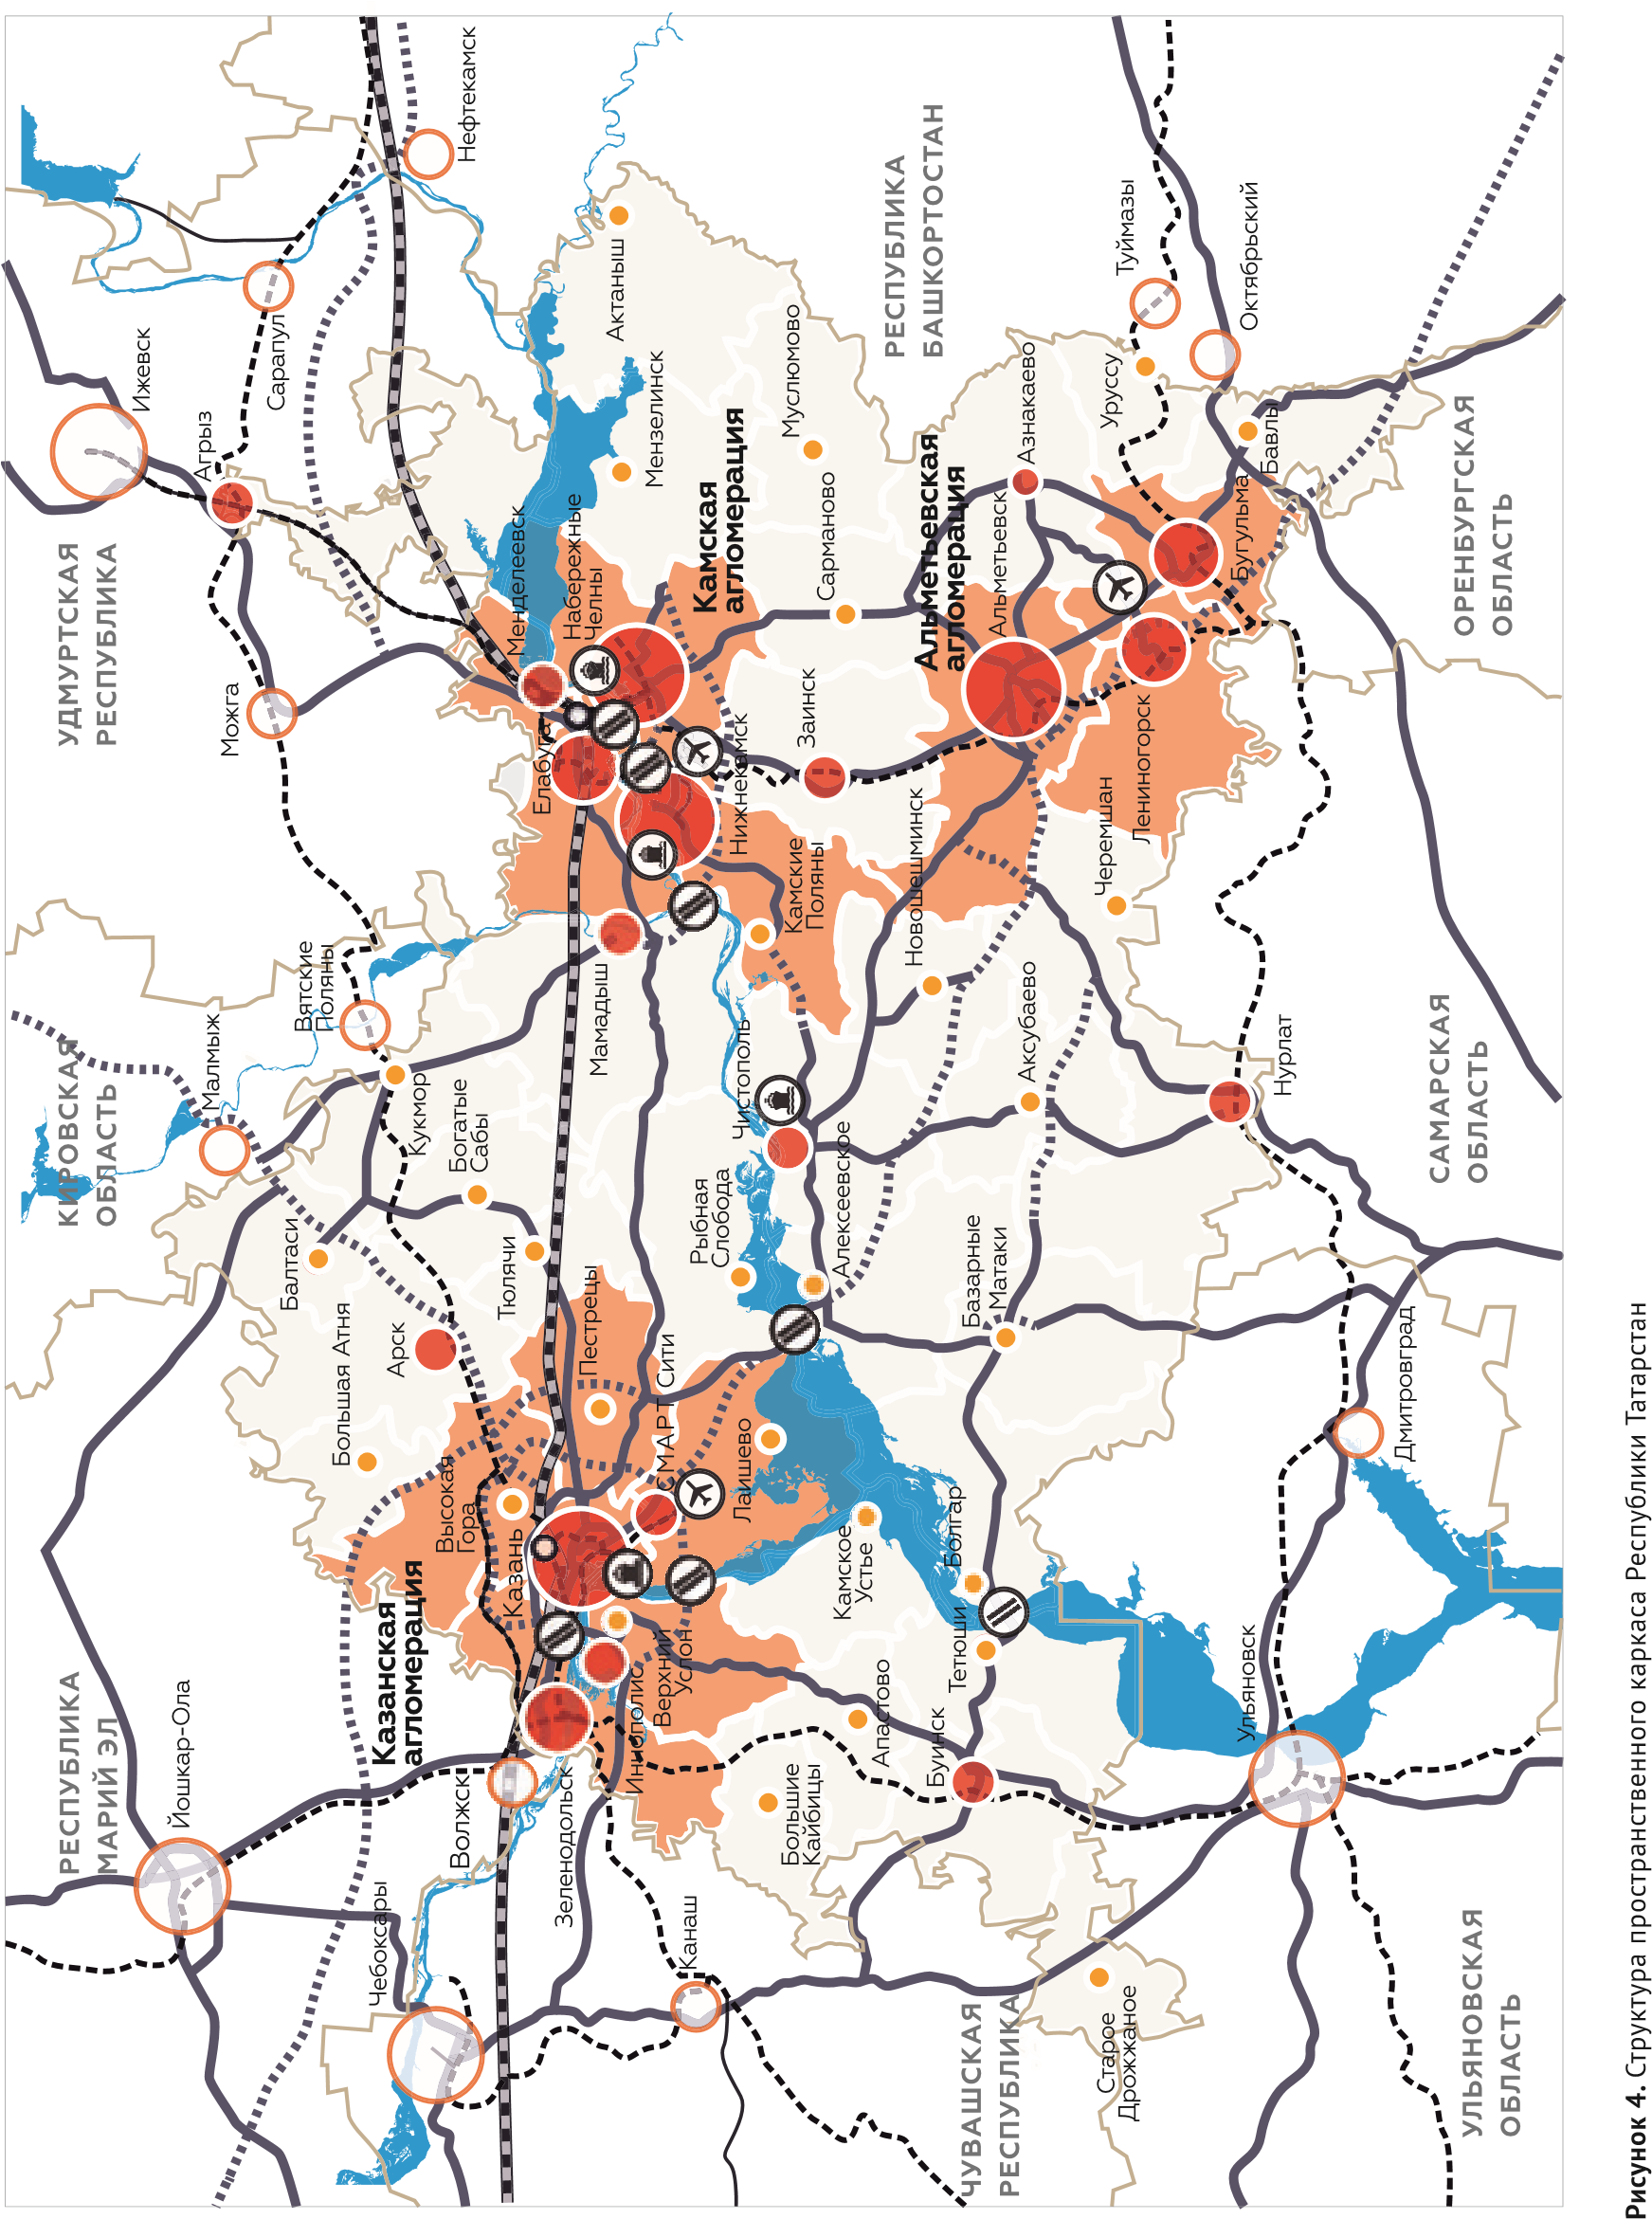 УДМУРТСКАЯ
РЕСПУБЛИКА
КИРОВСКАЯ
ОБЛАСТЬ
РЕСПУБЛИКА
МАРИЙ ЭЛ
Йошкар-Ола
Чебоксары
Волжск
Зеленодольск
Канаш
Казанская
агломерация
Казань
Высокая
Гора
Большая Атня
Арск
Балтаси
Малмыж
Вятские
Поляны
Кукмор
Богатые
Сабы
Тюлячи
Пестрецы
СМАРТ Сити
Лаишево
Иннополис
Верхний
Услон
Можга
Агрыз
Ижевск
Сарапул
Нефтекамск
Мамадыш
Елабуга
Менделеевск
Набережные
Челны
Нижнекамск
Камская
агломерация
Мензелинск
Актаныш
Муслюмово
Сарманово
Заинск
Камские
Поляны
Чистополь
Рыбная
Слобода
Алексеевское
Новошешминск
Аксубаево
Базарные
Матаки
Камское
Устье
Болгар
Тетюши
Апастово
Буинск
Большие
Кайбицы
Старое
Дрожжаное
Альметьевская
агломерация
Альметьевск
Азнакаево
Лениногорск
Черемшан
Бугульма
Бавлы
Уруссу
Туймазы
Октябрьский
Нурлат
Дмитровград
Ульяновск
РЕСПУБЛИКА
БАШКОРТОСТАН
ОРЕНБУРГСКАЯ
ОБЛАСТЬ
САМАРСКАЯ
ОБЛАСТЬ
УЛЬЯНОВСКАЯ
ОБЛАСТЬ
ЧУВАШСКАЯ
РЕСПУБЛИКА
Рисунок 4. Структура пространственного каркаса Республики Татарстан